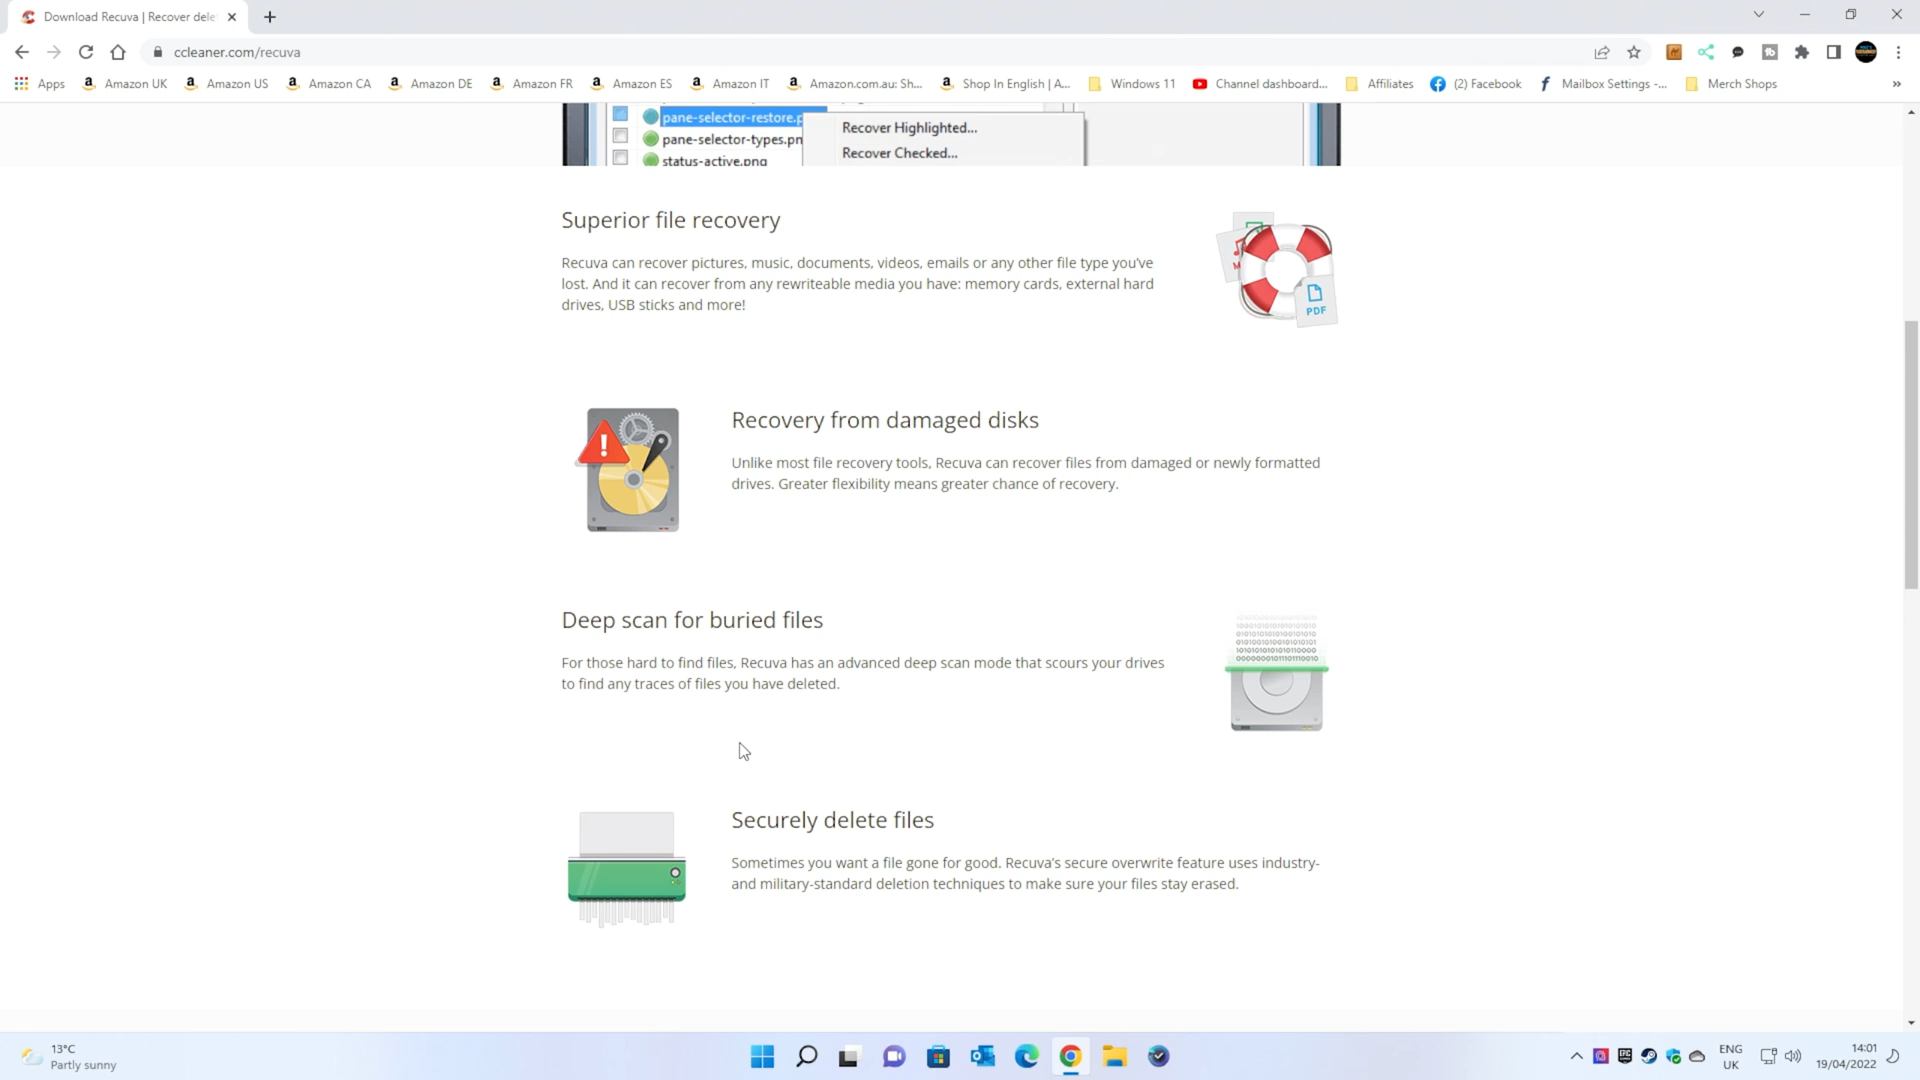 Download Recuva | Recover dele
ccleaner.com/recuva
Apps Amazon UK Amazon US Amazon CA Amazon DE Amazon FR Amazon ES Amazon IT Amazon.com.au: Sh... Shop In English | A... Windows 11 Channel dashboard... Affiliates (2) Facebook Mailbox Settings -... Merch Shops »
pane-selector-restore.p
Recover Highlighted...
pane-selector-types.pn
Recover Checked...
status-active.png
Superior file recovery
Recuva can recover pictures, music, documents, videos, emails or any other file type you've
lost. And it can recover from any rewriteable media you have: memory cards, external hard
drives, USB sticks and more!
PDF
Recovery from damaged disks
Unlike most file recovery tools, Recuva can recover files from damaged or newly formatted
drives. Greater flexibility means greater chance of recovery.
Deep scan for buried files
For those hard to find files, Recuva has an advanced deep scan mode that scours your drives
to find any traces of files you have deleted.
Securely delete files
Sometimes you want a file gone for good. Recuva's secure overwrite feature uses industry-
and military-standard deletion techniques to make sure your files stay erased.
13°C
Partly sunny
ENG
UK
14:01
19/04/2022